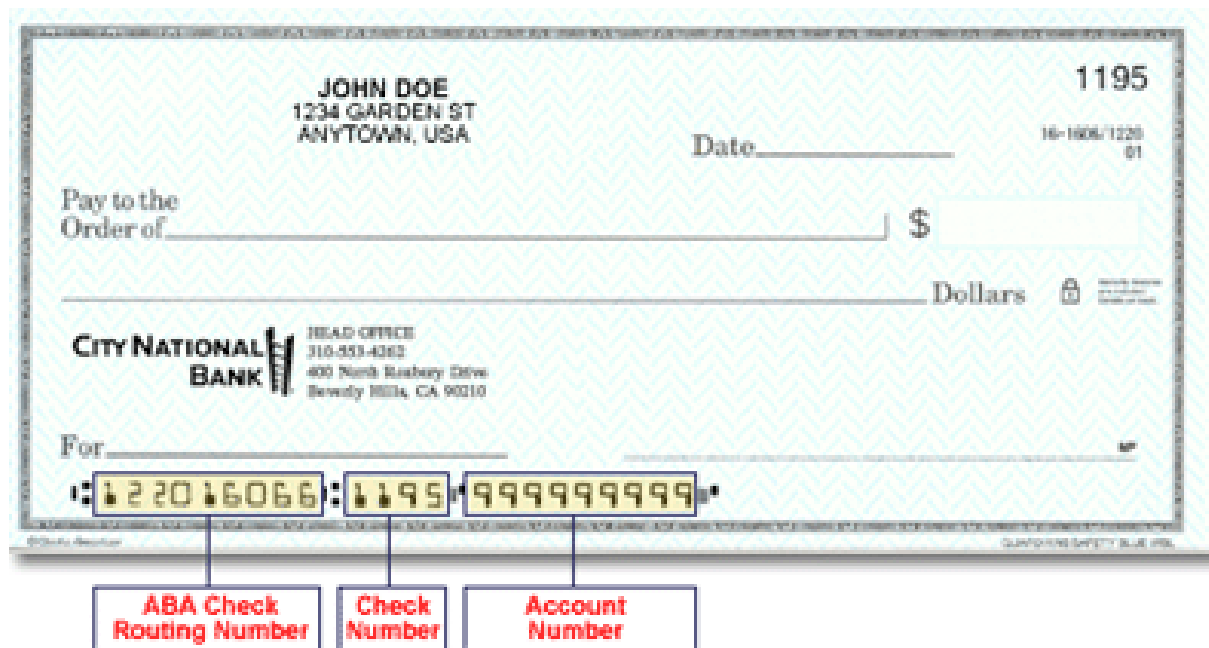 JOHN DOE
1234 GARDEN ST
ANYTOWN, USA
1195
Date
16-1606/1220
01
Pay to the
Order of
$
Dollars
CITY NATIONAL
BANK
HEAD OFFICE
310-553-4262
400 North Roxbury Drive
Beverly Hills, CA 90210
For
MP
122016066 1195 999999999
ABA Check
Routing Number
Check
Number
Account
Number